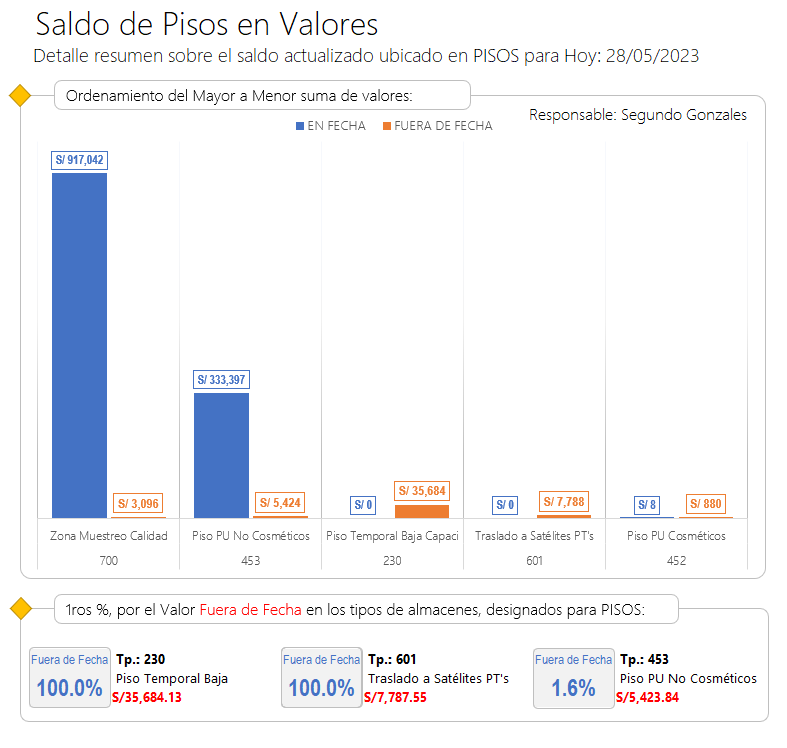 Saldo de Pisos en Valores
Detalle resumen sobre el saldo actualizado ubicado en PISOS para Hoy: 28/05/2023
Ordenamiento del Mayor a Menor suma de valores:
Responsable: Segundo Gonzales
EN FECHA FUERA DE FECHA
S/ 917,042
S/ 3,096
S/ 333,397
S/ 5,424
S/ 0
S/ 35,684
S/ 0
S/ 7,788
S/ 8
S/ 880
Zona Muestreo Calidad Piso PU No Cosméticos Piso Temporal Baja Capaci Traslado a Satélites PT's Piso PU Cosméticos
700 453 230 601 452
1ros %, por el Valor Fuera de Fecha en los tipos de almacenes, designados para PISOS:
Fuera de Fecha
100.0%
Tp.: 230
Piso Temporal Baja
S/35,684.13
Fuera de Fecha
100.0%
Tp.: 601
Traslado a Satélites PT's
S/7,787.55
Fuera de Fecha
1.6%
Tp.: 453
Piso PU No Cosméticos
S/5,423.84